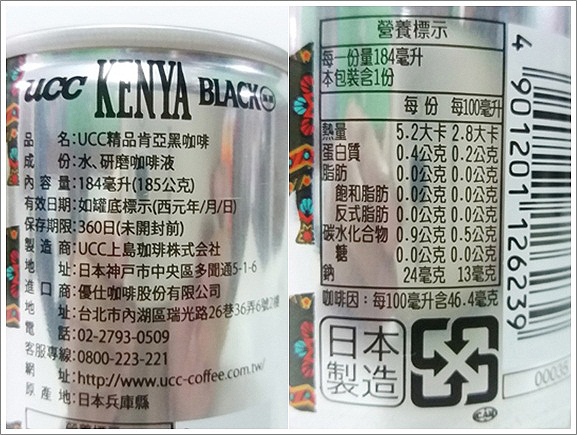 ucc KENYA BLACK 無糖
品名：UCC精品肯亞黑咖啡
成份：水、研磨咖啡液
內容量：184毫升(185公克)
有效日期：如罐底標示(西元年/月/日)
保存期限：360日(未開封前)
製造商：UCC上島咖啡株式会社
地址：日本神戸市中央區多聞通5-1-6
進口商：優仕咖啡股份有限公司
地址：台北市內湖區瑞光路26巷36弄6號2樓
電話：02-2793-0509
客服專線：0800-223-221
網址：http://www.ucc-coffee.com.tw/
原產地：日本兵庫縣
營養標示
每一份量184毫升
本包裝含1份
每份 每100毫升
熱量 5.2大卡 2.8大卡
蛋白質 0.4公克 0.2公克
脂肪 0.0公克 0.0公克
飽和脂肪 0.0公克 0.0公克
反式脂肪 0.0公克 0.0公克
碳水化合物 0.9公克 0.5公克
糖 0.0公克 0.0公克
鈉 24毫克 13毫克
咖啡因：每100毫升含46.4毫克
日本
製造
4 901201 126239
00036